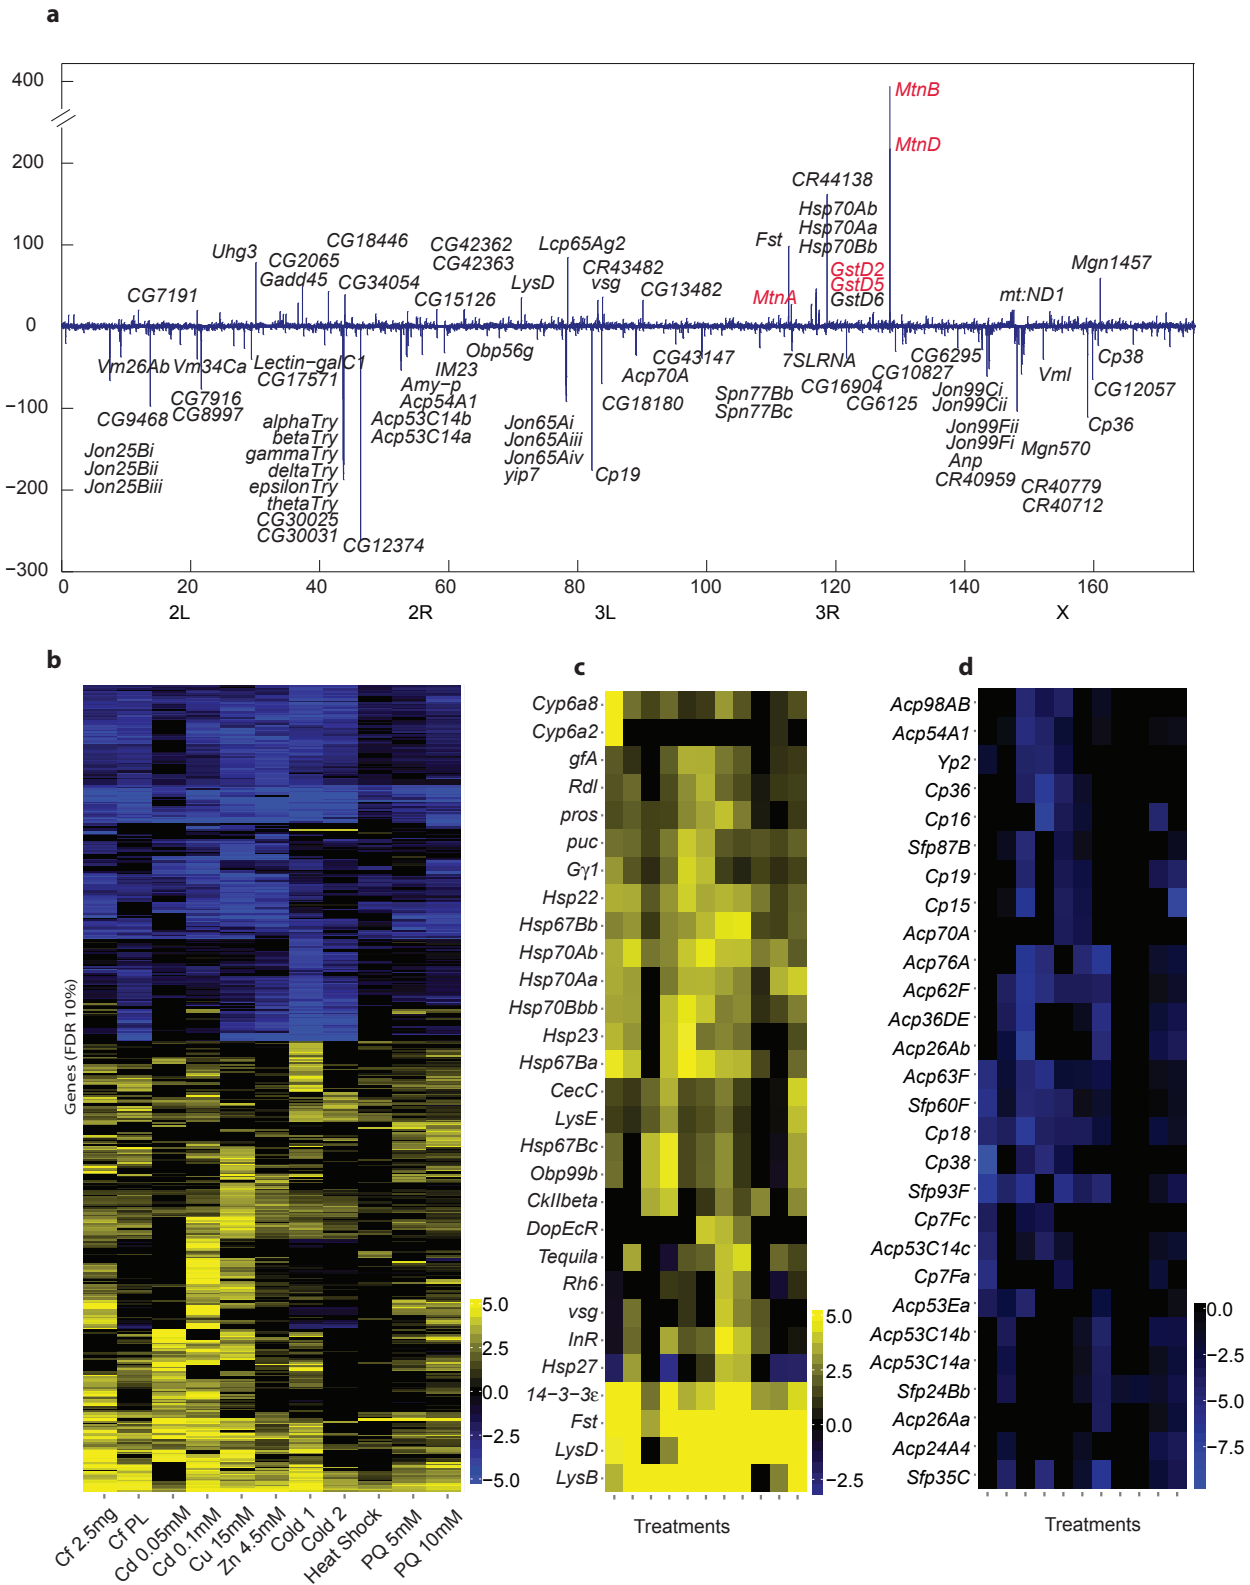 a
400
200
100
0
−100
−200
−300
0
20
40
60
80
100
120
140
160
2L
2R
3L
3R
X
MtnB
MtnD
CR44138
Hsp70Ab
Hsp70Aa
Hsp70Bb
Fst
GstD2
GstD5
GstD6
MtnA
Mgn1457
mt:ND1
Uhg3
CG2065
Gadd45
CG18446
CG34054
CG7191
CG42362
CG42363
CG15126
LysD
Lcp65Ag2
CR43482
vsg
CG13482
Vm26Ab
Vm34Ca
Lectin−galC1
CG17571
CG9468
CG7916
CG8997
Jon25Bi
Jon25Bii
Jon25Biii
alphaTry
betaTry
gammaTry
deltaTry
epsilonTry
thetaTry
CG30025
CG30031
CG12374
Obp56g
IM23
Amy-p
Acp54A1
Acp53C14b
Acp53C14a
Jon65Ai
Jon65Aiii
Jon65Aiv
yip7
Cp19
CG18180
Acp70A
CG43147
Spn77Bb
Spn77Bc
7SLRNA
CG16904
CG6125
CG10827
CG6295
Jon99Ci
Jon99Cii
Jon99Fii
Jon99Fi
Anp
CR40959
Mgn570
CR40779
CR40712
Vml
Cp38
CG12057
Cp36
b
Genes (FDR 10%)
5.0
2.5
0.0
−2.5
−5.0
Cf 2.5mg
Cf PL
Cd 0.05mM
Cd 0.1mM
Cu 15mM
Zn 4.5mM
Cold 1
Cold 2
Heat Shock
PQ 5mM
PQ 10mM
c
Cyp6a8
Cyp6a2
gfA
Rdl
pros
puc
Gγ1
Hsp22
Hsp67Bb
Hsp70Ab
Hsp70Aa
Hsp70Bbb
Hsp23
Hsp67Ba
CecC
LysE
Hsp67Bc
Obp99b
CkIIbeta
DopEcR
Tequila
Rh6
vsg
InR
Hsp27
14−3−3ε
Fst
LysD
LysB
5.0
2.5
0.0
−2.5
Treatments
d
Acp98AB
Acp54A1
Yp2
Cp36
Cp16
Sfp87B
Cp19
Cp15
Acp70A
Acp76A
Acp62F
Acp36DE
Acp26Ab
Acp63F
Sfp60F
Cp18
Cp38
Sfp93F
Cp7Fc
Acp53C14c
Cp7Fa
Acp53Ea
Acp53C14b
Acp53C14a
Sfp24Bb
Acp26Aa
Acp24A4
Sfp35C
0.0
−2.5
−5.0
−7.5
Treatments